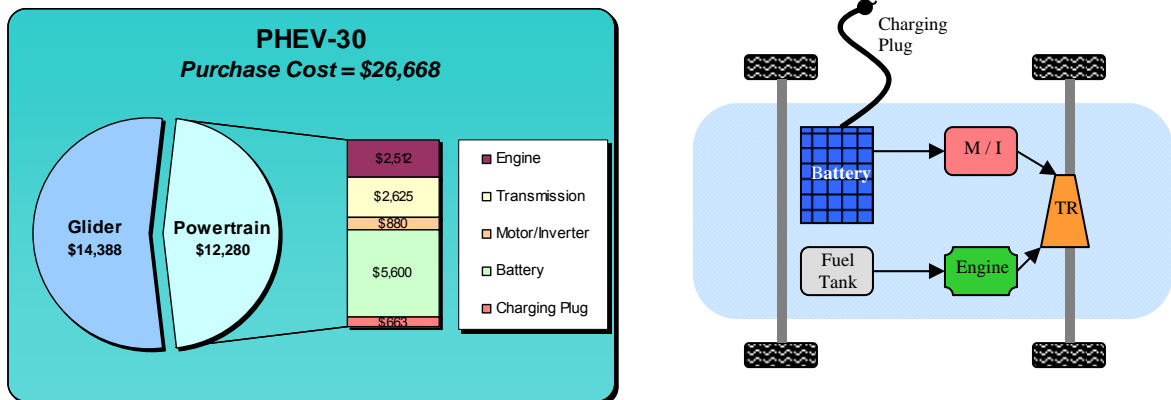 PHEV-30
Purchase Cost = $26,668
Glider
$14,388
Powertrain
$12,280
$2,512
$2,625
$880
$5,600
$663
Engine
Transmission
Motor/Inverter
Battery
Charging Plug
Charging
Plug
Battery
M / I
TR
Fuel
Tank
Engine